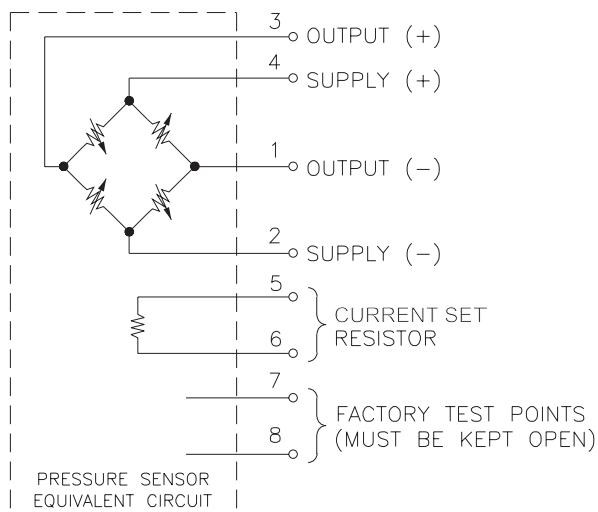 3 OUTPUT (+)
4 SUPPLY (+)
1 OUTPUT (−)
2 SUPPLY (−)
5
CURRENT SET
RESISTOR
6
7
FACTORY TEST POINTS
(MUST BE KEPT OPEN)
8
PRESSURE SENSOR
EQUIVALENT CIRCUIT